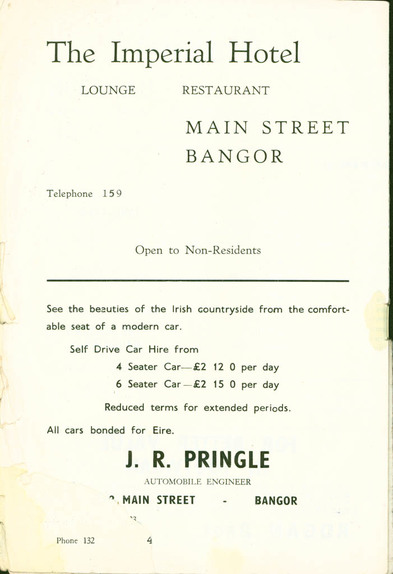 The Imperial Hotel
LOUNGE RESTAURANT
MAIN STREET
BANGOR
Telephone 159
Open to Non-Residents
See the beauties of the Irish countryside from the comfort-
able seat of a modern car.
Self Drive Car Hire from
4 Seater Car—£2 12 0 per day
6 Seater Car—£2 15 0 per day
Reduced terms for extended periods.
All cars bonded for Eire.
J. R. PRINGLE
AUTOMOBILE ENGINEER
MAIN STREET - BANGOR
Phone 132 4